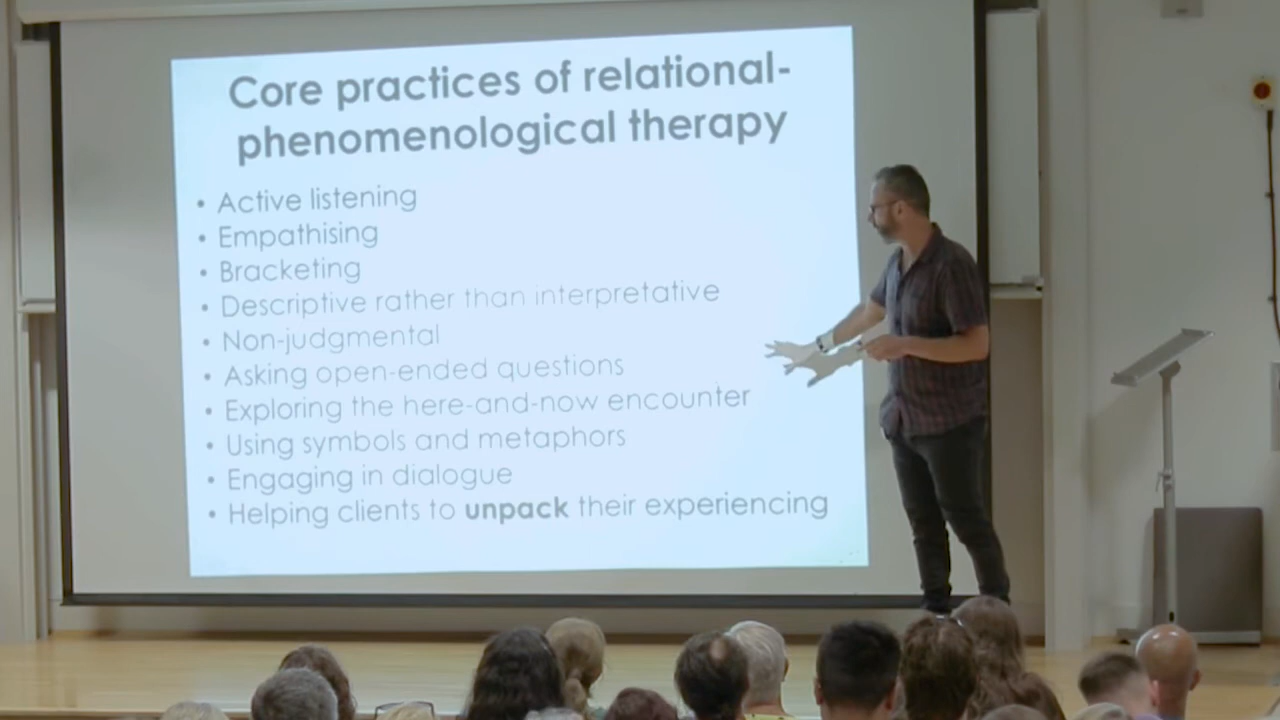 Core practices of relational-
phenomenological therapy
• Active listening
• Empathising
• Bracketing
• Descriptive rather than interpretative
• Non-judgmental
• Asking open-ended questions
• Exploring the here-and-now encounter
• Using symbols and metaphors
• Engaging in dialogue
• Helping clients to unpack their experiencing